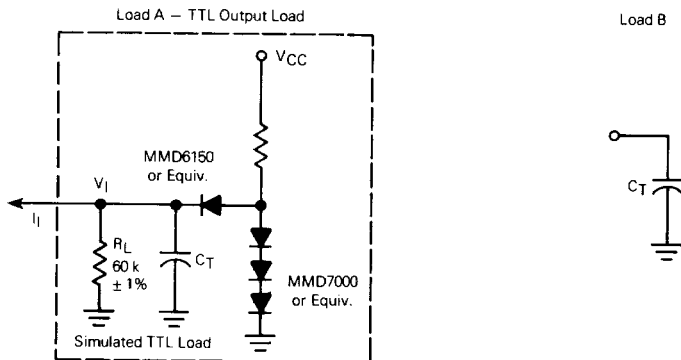 Load A – TTL Output Load
Load B
VCC
MMD6150
or Equiv.
VI
II
RL
60 k
± 1%
CT
MMD7000
or Equiv.
Simulated TTL Load
CT